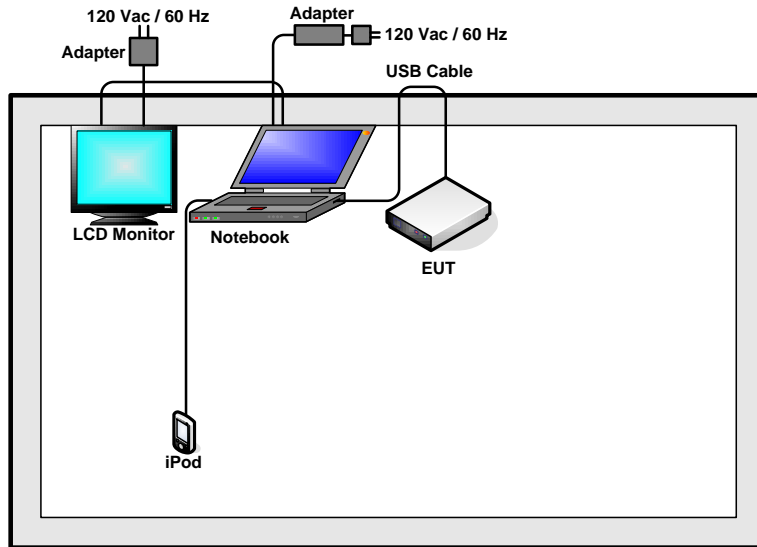 120 Vac / 60 Hz
Adapter
Adapter
120 Vac / 60 Hz
USB Cable
LCD Monitor
Notebook
EUT
iPod